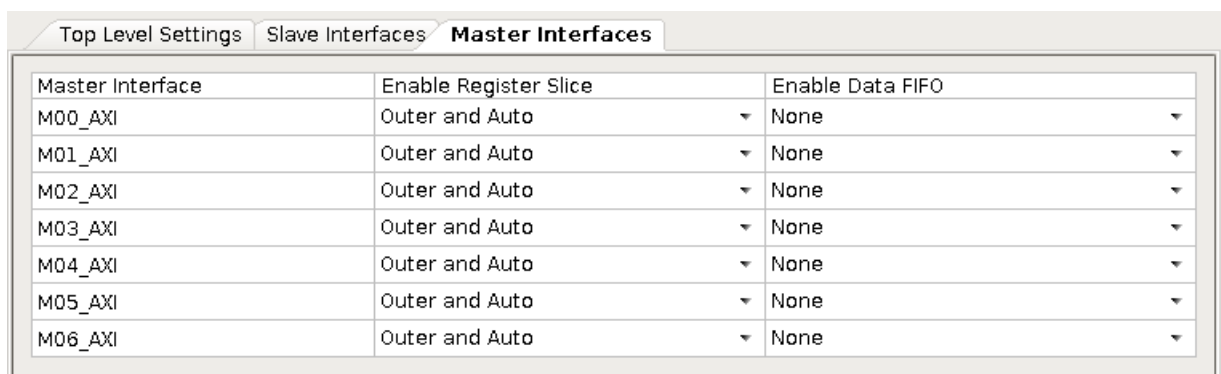 Top Level Settings Slave Interfaces Master Interfaces
Master Interface Enable Register Slice Enable Data FIFO
M00_AXI Outer and Auto None
M01_AXI Outer and Auto None
M02_AXI Outer and Auto None
M03_AXI Outer and Auto None
M04_AXI Outer and Auto None
M05_AXI Outer and Auto None
M06_AXI Outer and Auto None